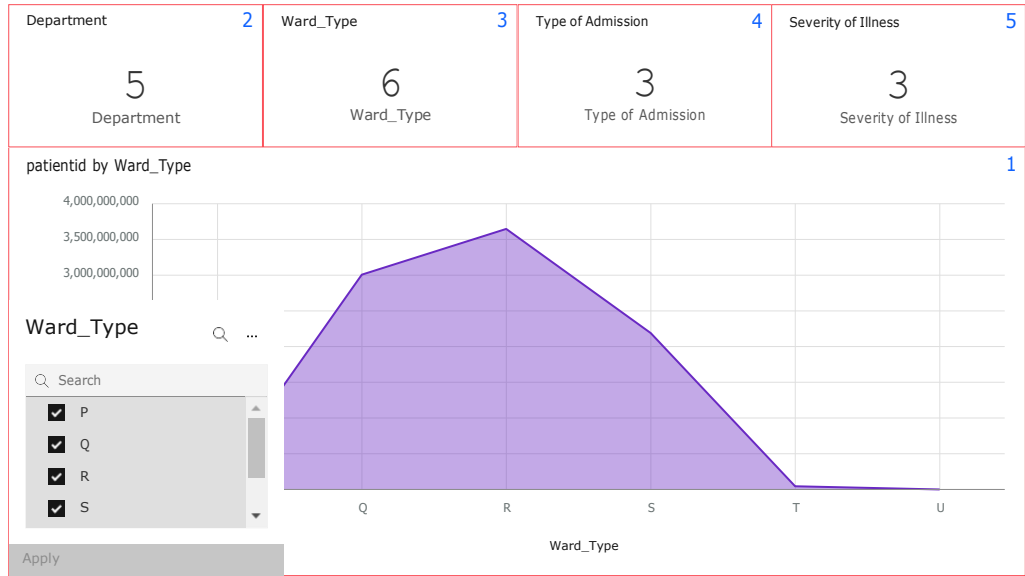 Department 2
Ward_Type 3
Type of Admission 4
Severity of Illness 5
5
Department
6
Ward_Type
3
Type of Admission
3
Severity of Illness
patientid by Ward_Type 1
4,000,000,000
3,500,000,000
3,000,000,000
Ward_Type ...
Search
P
Q
R
S
Q R S T U
Ward_Type
Apply